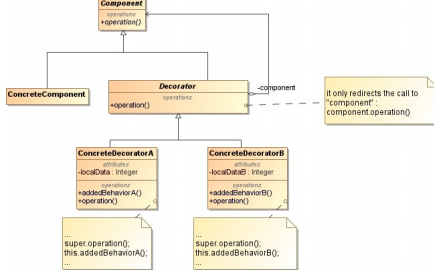 Component
operations
+operation()
ConcreteComponent
Decorator
operations
+operation()
-component
it only redirects the call to
"component" :
component.operation()
ConcreteDecoratorA
attributes
-localData : Integer
operations
+addedBehaviorA()
+operation()
ConcreteDecoratorB
attributes
-localDataB : Integer
operations
+addedBehaviorB()
+operation()
...
super.operation();
this.addedBehaviorA();
...
...
super.operation();
this.addedBehaviorB();
...